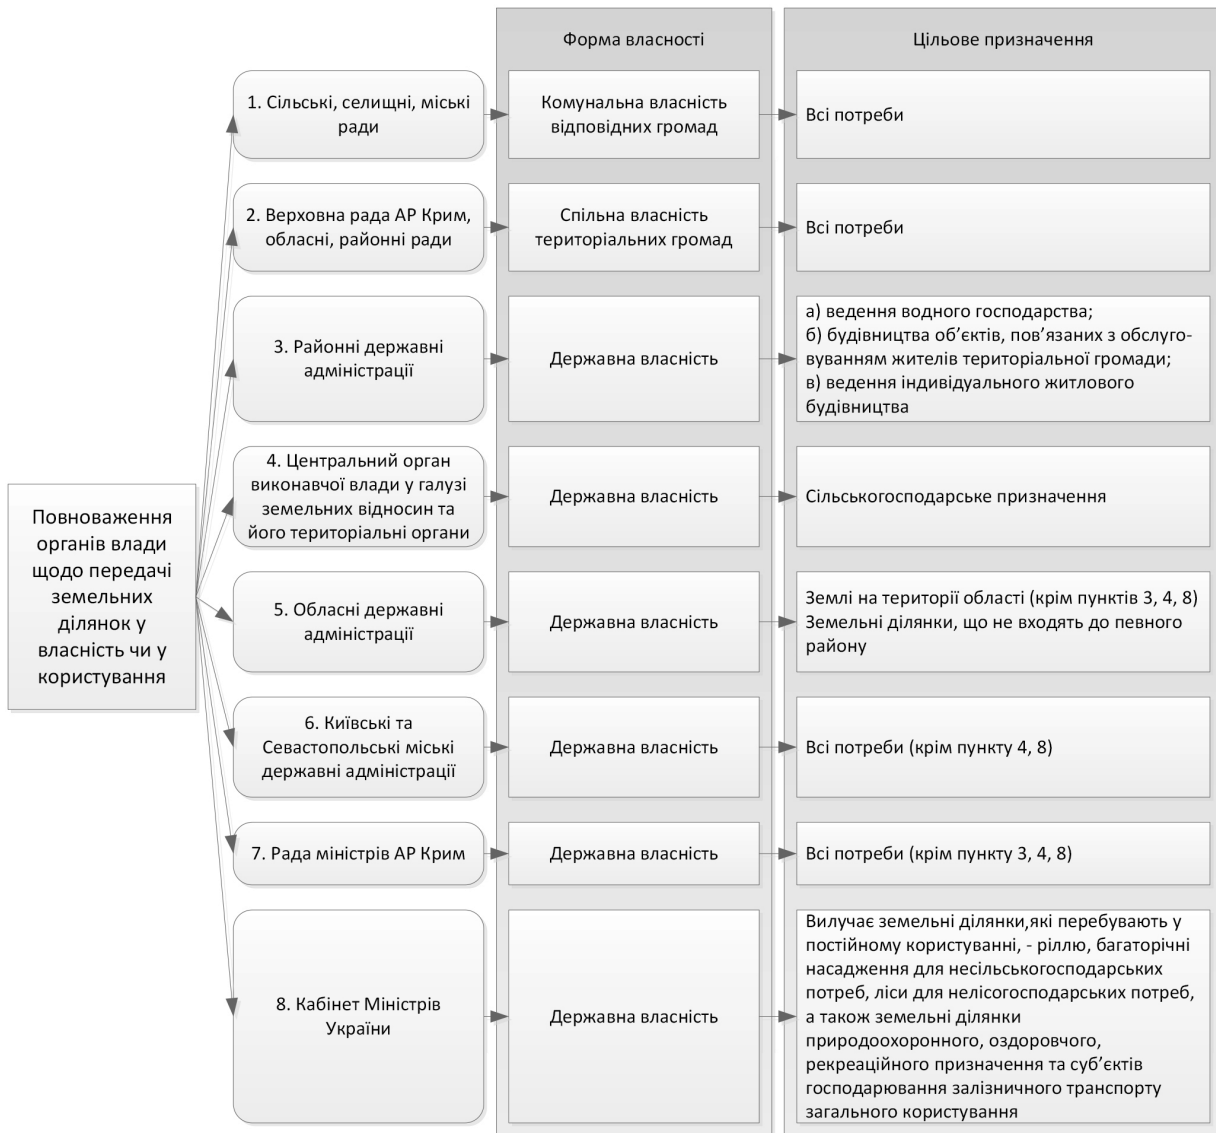 Форма власності
Цільове призначення
Повноваження
органів влади
щодо передачі
земельних
ділянок у
власність чи у
користування
1. Сільські, селищні, міські
ради
Комунальна власність
відповідних громад
Всі потреби
2. Верховна рада АР Крим,
обласні, районні ради
Спільна власність
територіальних громад
Всі потреби
3. Районні державні
адміністрації
Державна власність
а) ведення водного господарства;
б) будівництва об’єктів, пов’язаних з обслуго-
вуванням жителів територіальної громади;
в) ведення індивідуального житлового
будівництва
4. Центральний орган
виконавчої влади у галузі
земельних відносин та
його територіальні органи
Державна власність
Сільськогосподарське призначення
5. Обласні державні
адміністрації
Державна власність
Землі на території області (крім пунктів 3, 4, 8)
Земельні ділянки, що не входять до певного
району
6. Київські та
Севастопольські міські
державні адміністрації
Державна власність
Всі потреби (крім пункту 4, 8)
7. Рада міністрів АР Крим
Державна власність
Всі потреби (крім пункту 3, 4, 8)
8. Кабінет Міністрів
України
Державна власність
Вилучає земельні ділянки,які перебувають у
постійному користуванні, - ріллю, багаторічні
насадження для несільськогосподарських
потреб, ліси для нелісогосподарських потреб,
а також земельні ділянки
природоохоронного, оздоровчого,
рекреаційного призначення та суб’єктів
господарювання залізничного транспорту
загального користування